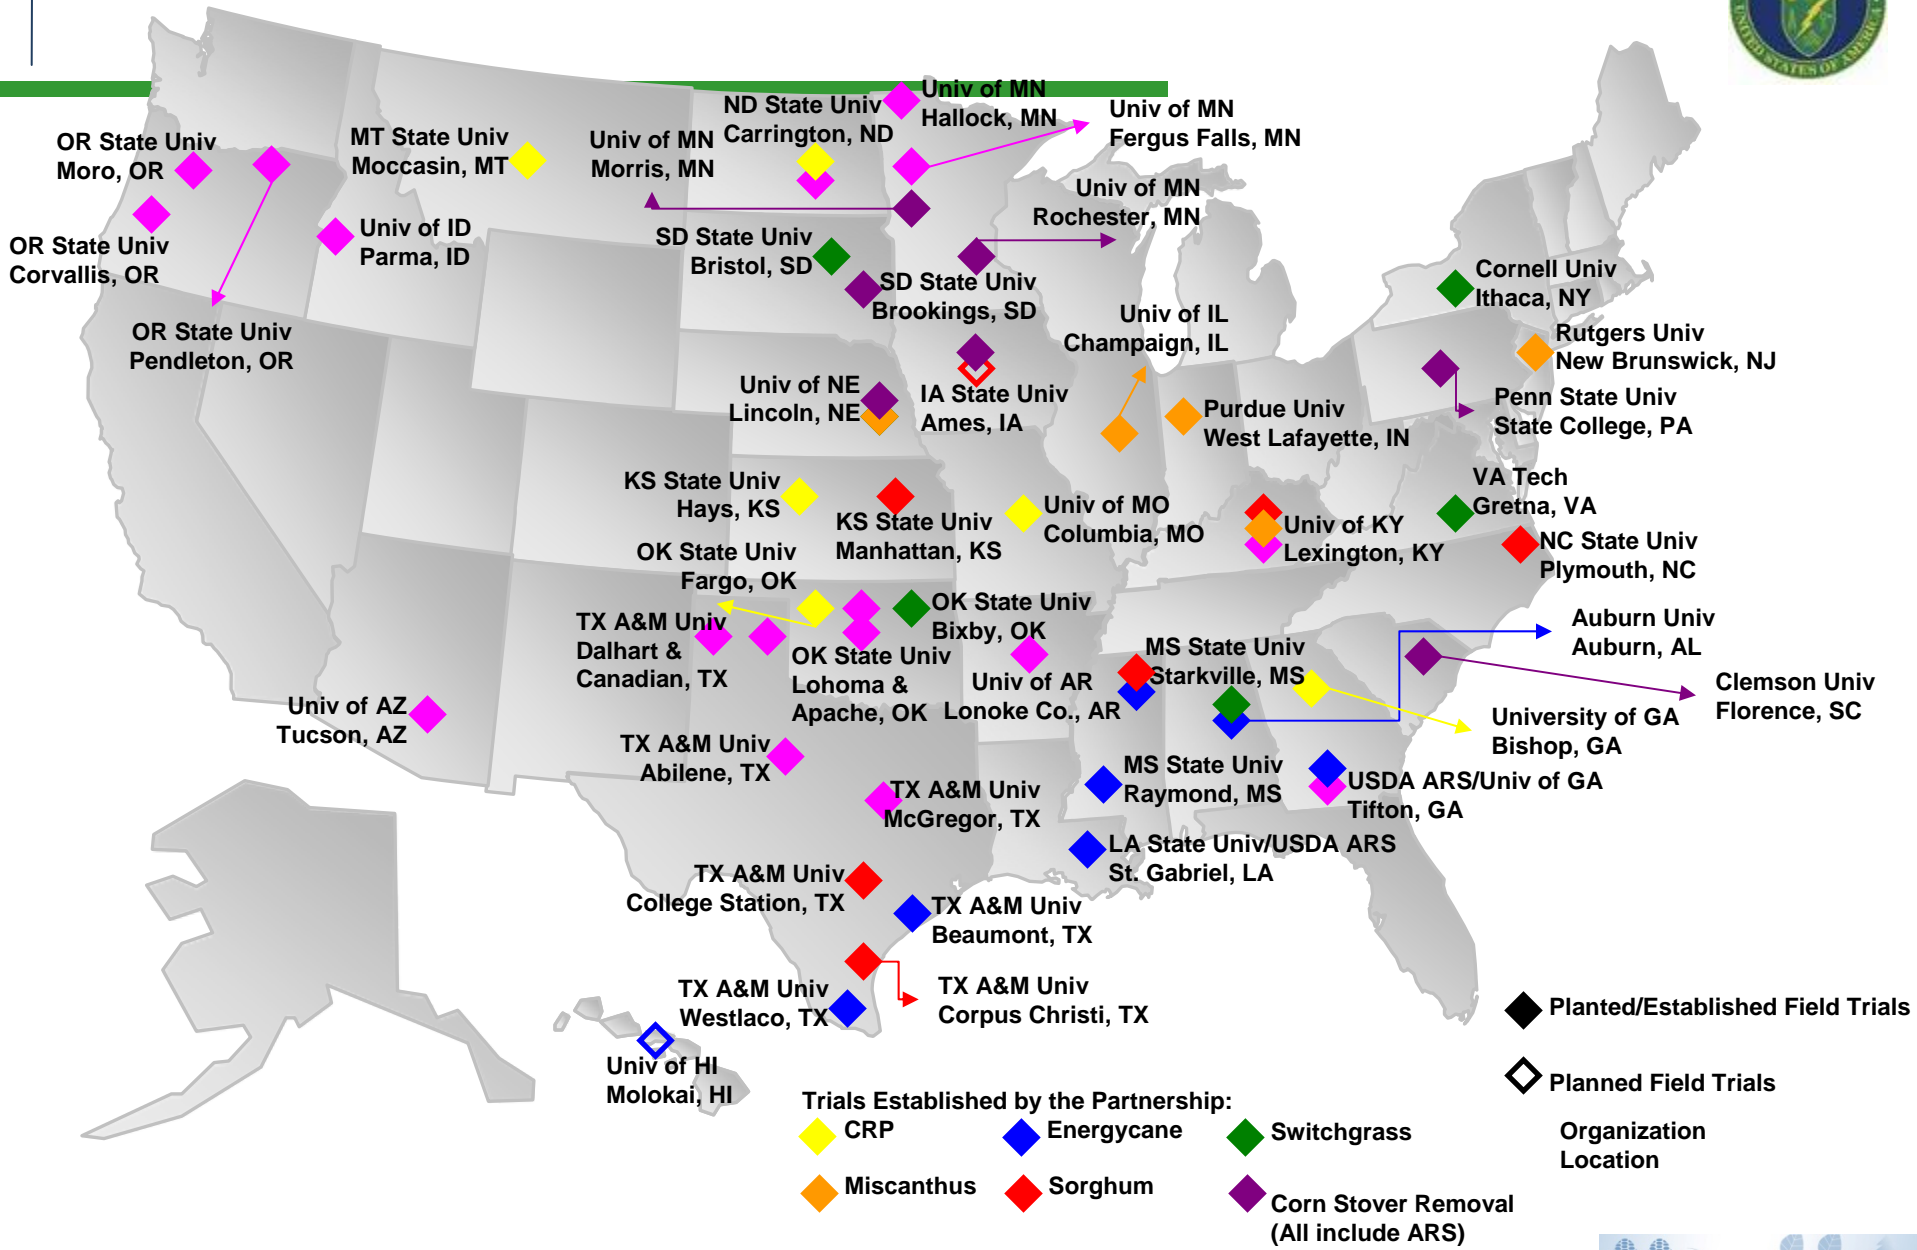 UNITED STATES OF AMERICA
Univ of MN
Hallock, MN
ND State Univ
Carrington, ND
Univ of MN
Fergus Falls, MN
OR State Univ
Moro, OR
MT State Univ
Moccasin, MT
Univ of MN
Morris, MN
Univ of MN
Rochester, MN
OR State Univ
Corvallis, OR
Univ of ID
Parma, ID
SD State Univ
Bristol, SD
SD State Univ
Brookings, SD
Cornell Univ
Ithaca, NY
OR State Univ
Pendleton, OR
Univ of IL
Champaign, IL
Rutgers Univ
New Brunswick, NJ
Univ of NE
Lincoln, NE
IA State Univ
Ames, IA
Purdue Univ
West Lafayette, IN
Penn State Univ
State College, PA
KS State Univ
Hays, KS
KS State Univ
Manhattan, KS
Univ of MO
Columbia, MO
Univ of KY
Lexington, KY
VA Tech
Gretna, VA
NC State Univ
Plymouth, NC
OK State Univ
Fargo, OK
TX A&M Univ
Dalhart &
Canadian, TX
OK State Univ
Bixby, OK
OK State Univ
Lohoma &
Apache, OK
Univ of AR
Lonoke Co., AR
MS State Univ
Starkville, MS
Auburn Univ
Auburn, AL
Clemson Univ
Florence, SC
University of GA
Bishop, GA
Univ of AZ
Tucson, AZ
TX A&M Univ
Abilene, TX
TX A&M Univ
McGregor, TX
MS State Univ
Raymond, MS
USDA ARS/Univ of GA
Tifton, GA
LA State Univ/USDA ARS
St. Gabriel, LA
TX A&M Univ
College Station, TX
TX A&M Univ
Beaumont, TX
TX A&M Univ
Westlaco, TX
TX A&M Univ
Corpus Christi, TX
Univ of HI
Molokai, HI
Planted/Established Field Trials
Planned Field Trials
Organization
Location
Trials Established by the Partnership:
CRP
Energycane
Switchgrass
Miscanthus
Sorghum
Corn Stover Removal
(All include ARS)